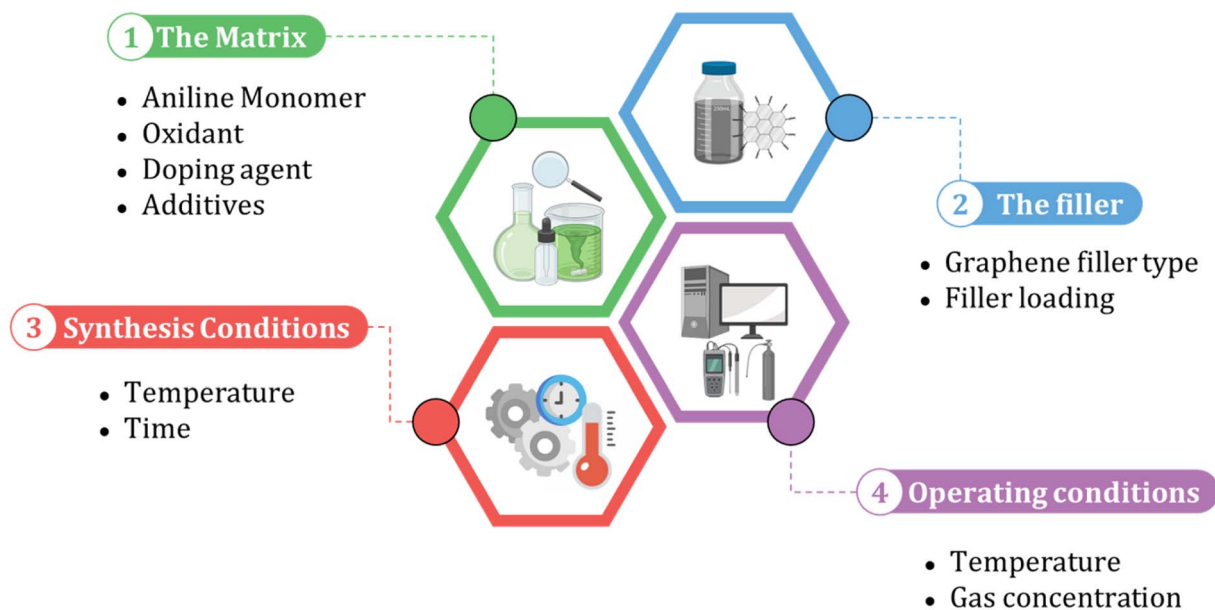 1 The Matrix
• Aniline Monomer
• Oxidant
• Doping agent
• Additives
250mL
2 The filler
• Graphene filler type
• Filler loading
3 Synthesis Conditions
• Temperature
• Time
4 Operating conditions
• Temperature
• Gas concentration